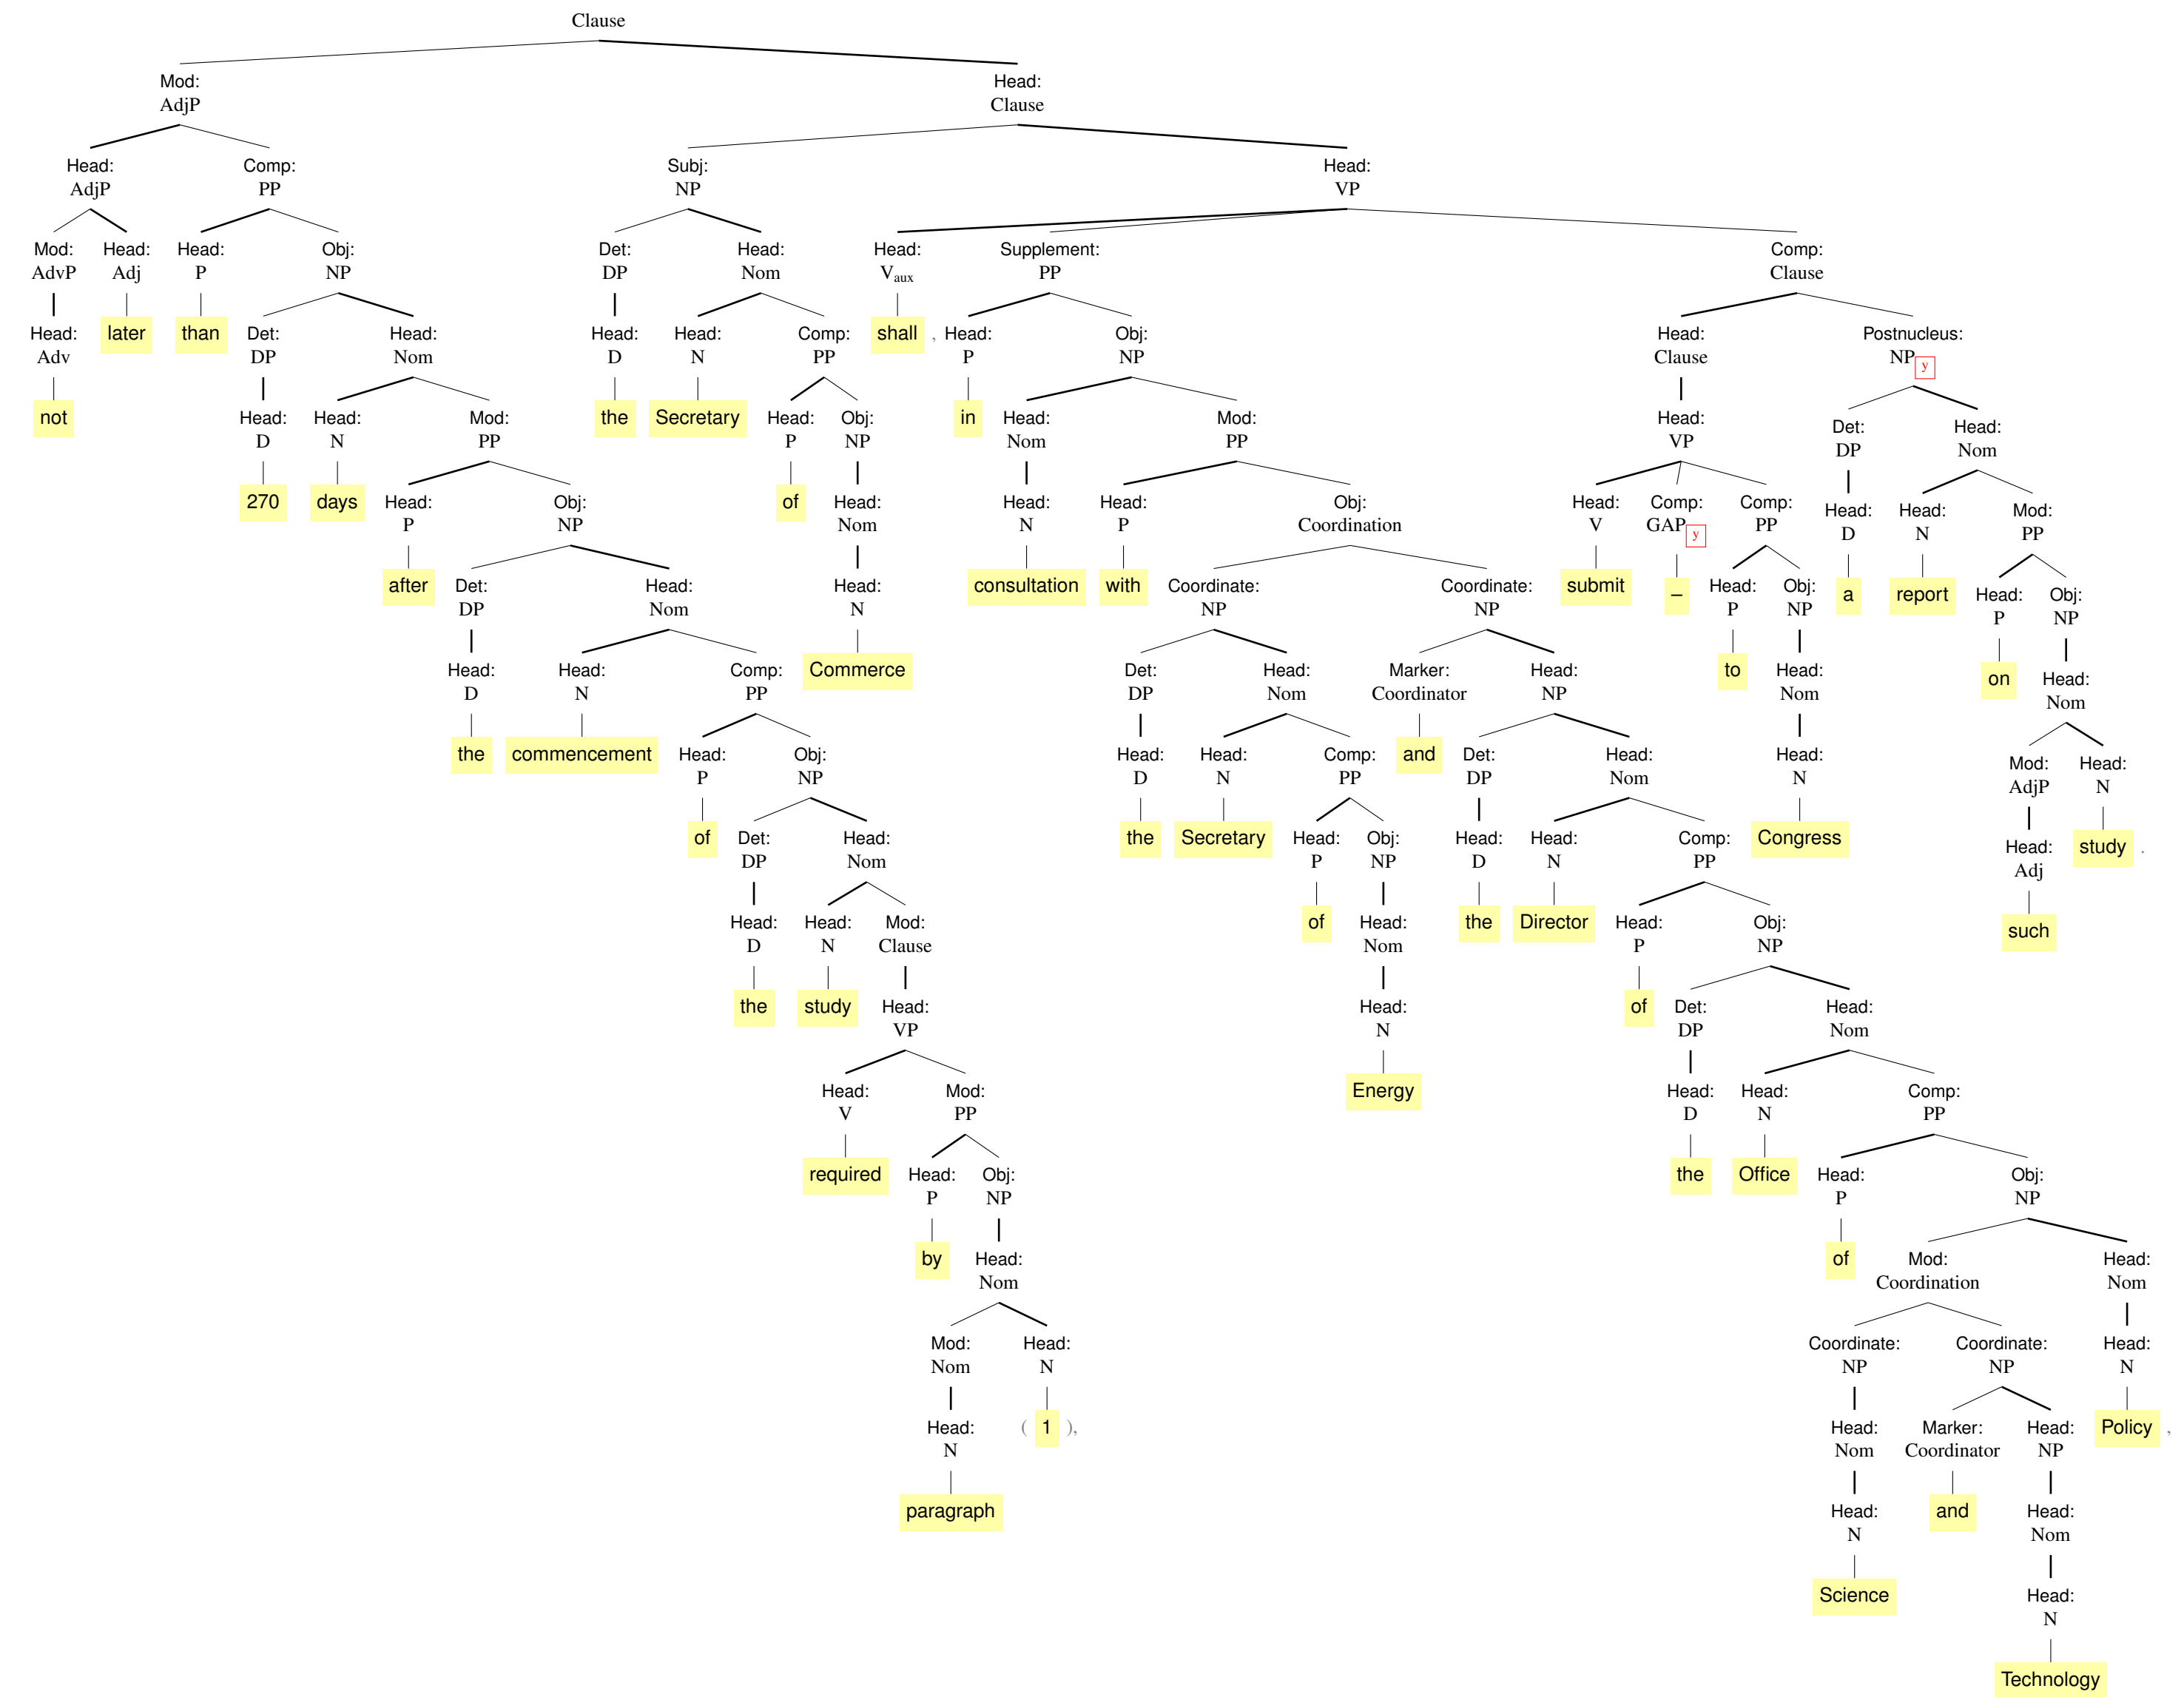 Clause
Mod: Head:
AdjP Clause
Head: Comp: Subj: Head:
AdjP PP NP VP
Mod: Head: Head: Obj: Det: Head: Head: Supplement: Comp:
AdvP Adj P NP DP Nom Vaux PP Clause
Head: later than Det: Head: Head: Head: Comp: shall , Head: Obj: Head: Postnucleus:
Adv DP Nom D N PP P NP Clause NP y
not Head: Head: Mod: the Secretary Head: Obj: in Head: Mod: Head: Det: Head:
D N PP P NP Nom PP VP DP Nom
270 days Head: Obj: of Head: Head: Head: Obj: Head: Comp: Comp: Head: Head: Mod:
P NP Nom N P Coordination V GAP y PP D N PP
after Det: Head: Head: consultation with Coordinate: Coordinate: submit – Head: Obj: a report Head: Obj:
DP Nom N NP NP P NP P NP
Head: Head: Comp: Commerce Det: Head: Marker: Head: to Head: on Head:
D N PP DP Nom Coordinator NP Nom Nom
the commencement Head: Obj: Head: Head: Comp: and Det: Head: Head: Mod: Head:
P NP D N PP DP Nom N AdjP N
of Det: Head: the Secretary Head: Obj: Head: Head: Comp: Congress Head: study .
DP Nom P NP D N PP Adj
Head: Head: Mod: of Head: the Director Head: Obj: such
D N Clause Nom P NP
the study Head: Head: of Det: Head:
VP N DP Nom
Head: Mod: Energy Head: Head: Comp:
V PP D N PP
required Head: Obj: the Office Head: Obj:
P NP P NP
by Head: of Mod: Head:
Nom Coordination Nom
Mod: Head: Coordinate: Coordinate: Head:
Nom N NP NP N
Head: ( 1 ), Head: Marker: Head: Policy ,
N Nom Coordinator NP
paragraph Head: and Head:
N Nom
Science Head:
N
Technology